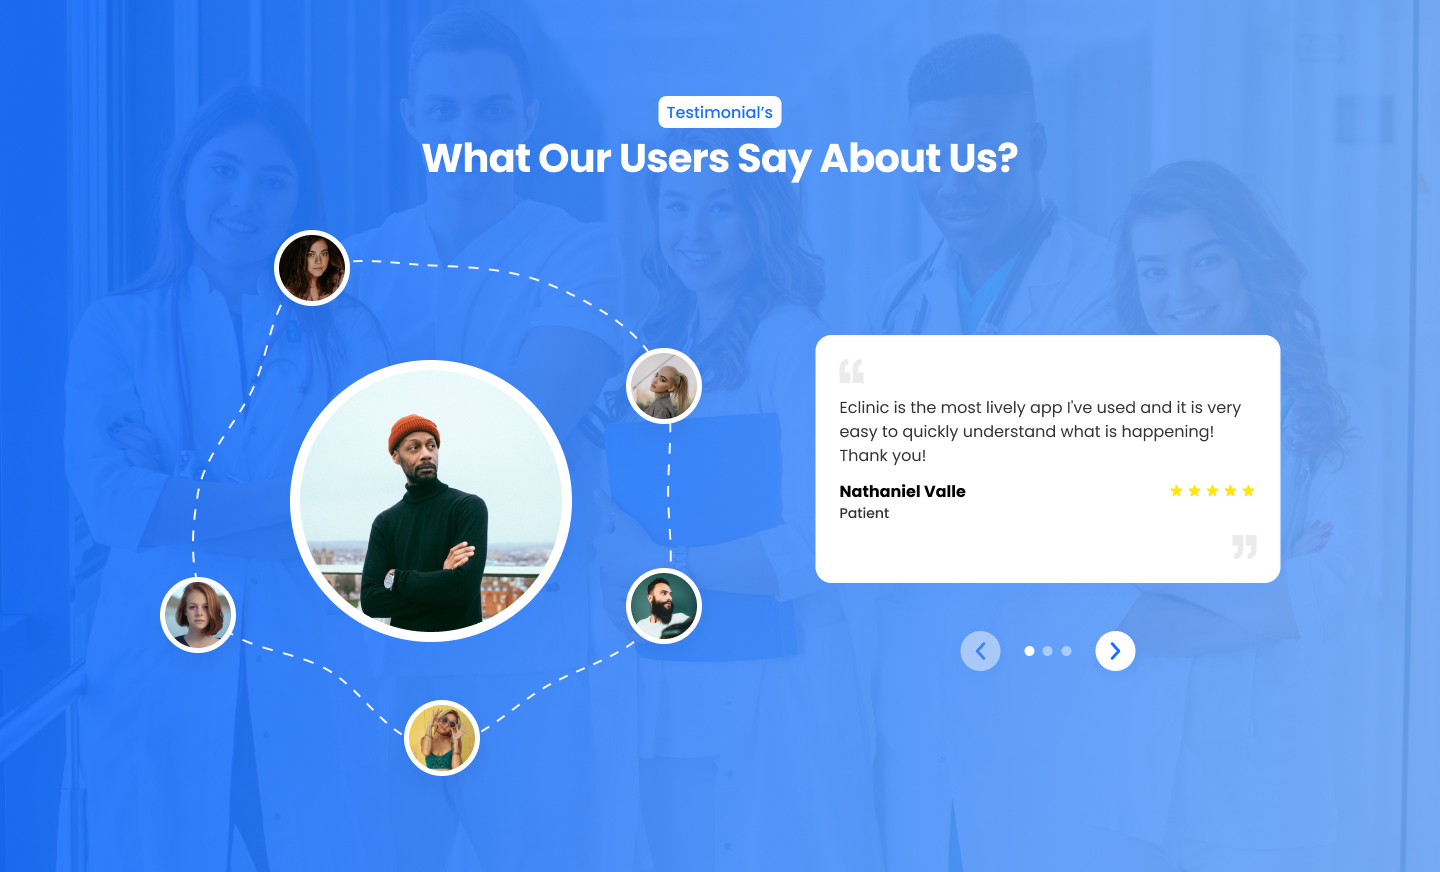 Testimonial’s
What Our Users Say About Us?
“
Eclinic is the most lively app I've used and it is very
easy to quickly understand what is happening!
Thank you!
Nathaniel Valle
Patient
”